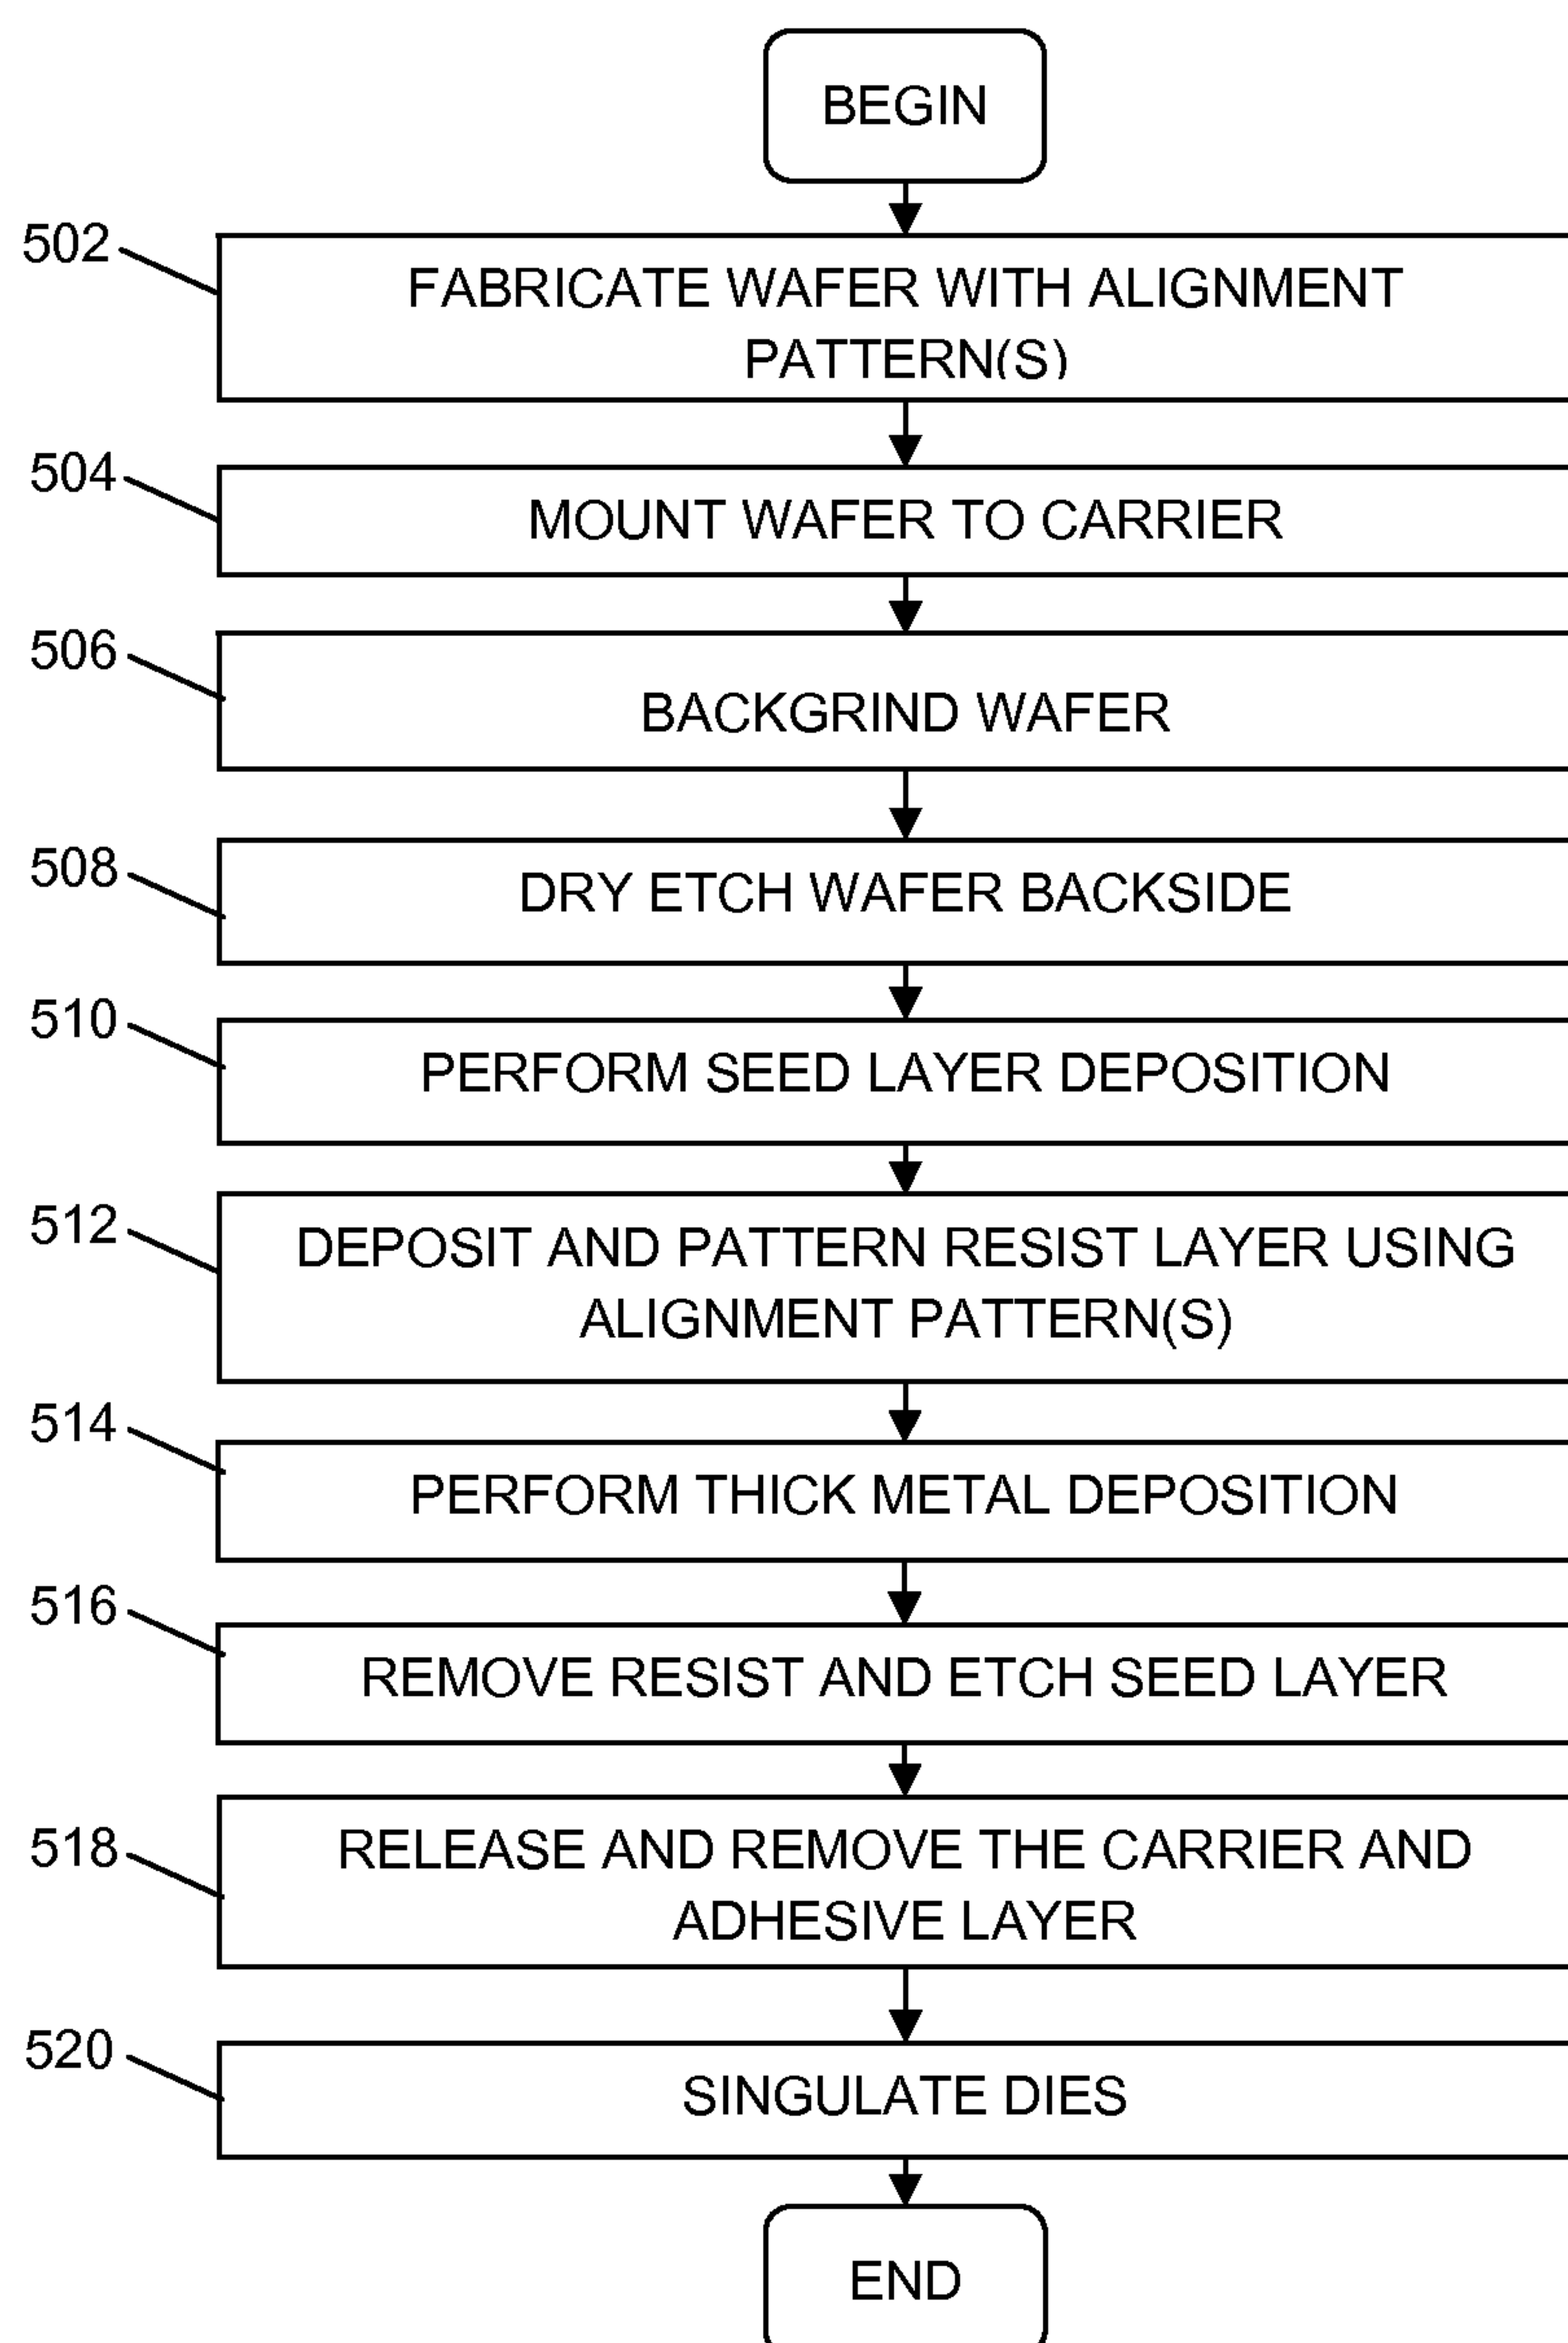 BEGIN
502
FABRICATE WAFER WITH ALIGNMENT
PATTERN(S)
504
MOUNT WAFER TO CARRIER
506
BACKGRIND WAFER
508
DRY ETCH WAFER BACKSIDE
510
PERFORM SEED LAYER DEPOSITION
512
DEPOSIT AND PATTERN RESIST LAYER USING
ALIGNMENT PATTERN(S)
514
PERFORM THICK METAL DEPOSITION
516
REMOVE RESIST AND ETCH SEED LAYER
518
RELEASE AND REMOVE THE CARRIER AND
ADHESIVE LAYER
520
SINGULATE DIES
END